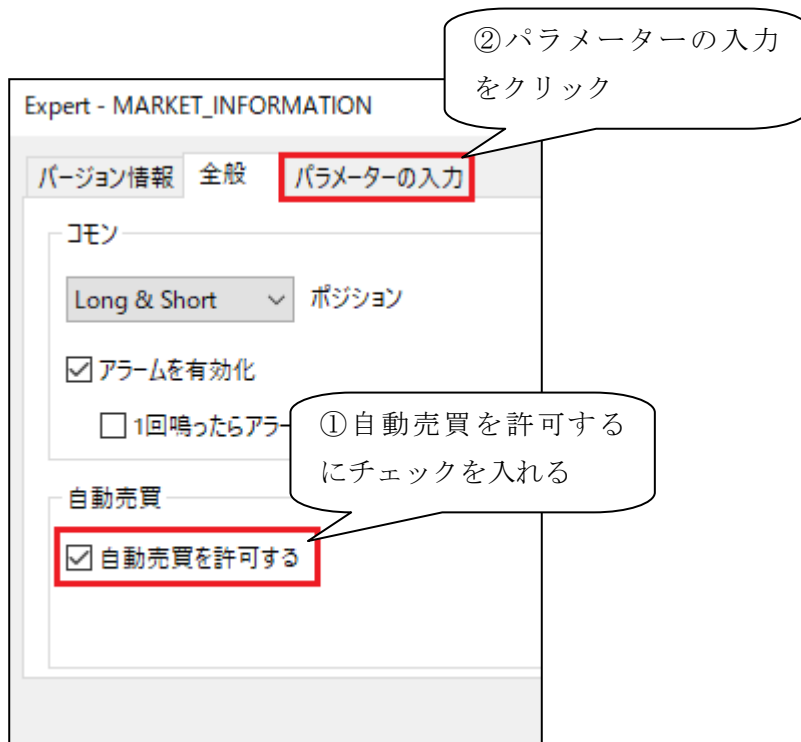 ②パラメーターの入力
をクリック
Expert - MARKET_INFORMATION
バージョン情報 全般 パラメーターの入力
コモン
Long & Short ポジション
アラームを有効化
1回鳴ったらアラー
①自動売買を許可する
にチェックを入れる
自動売買
自動売買を許可する